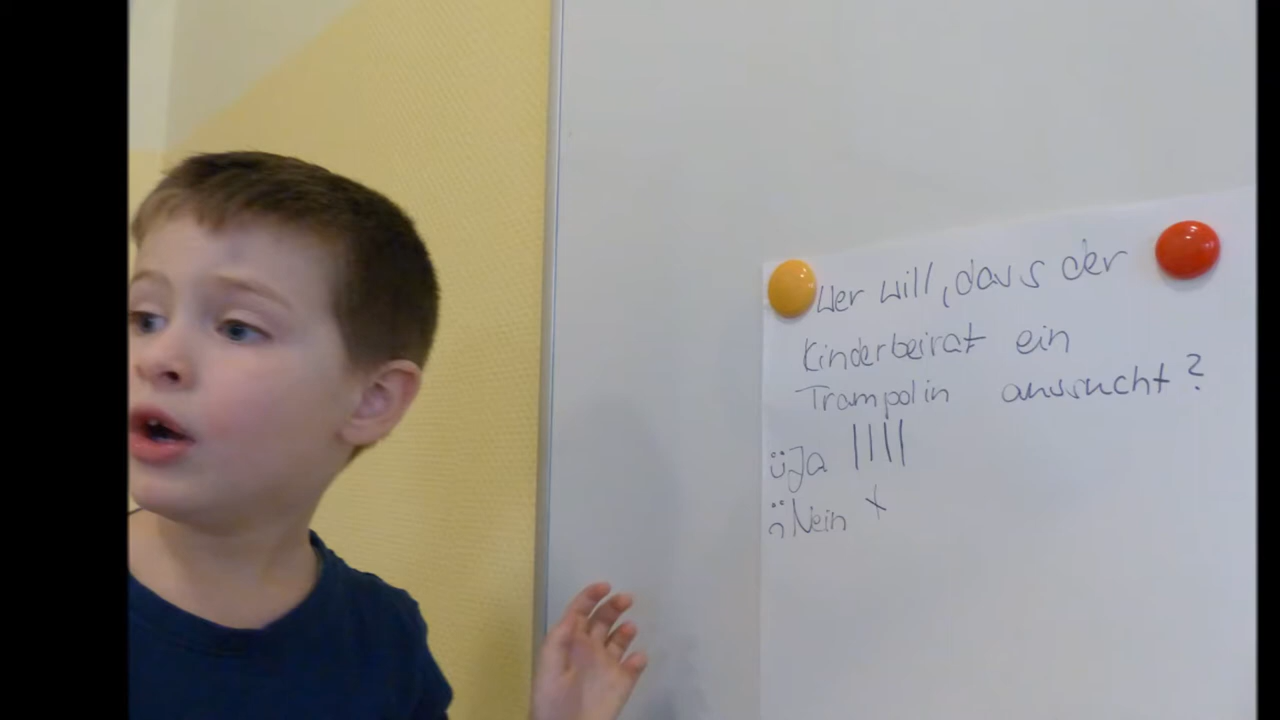 Wer will, dass der
Kinderbeirat ein
Trampolin aussucht?
Ja ||||
Nein x